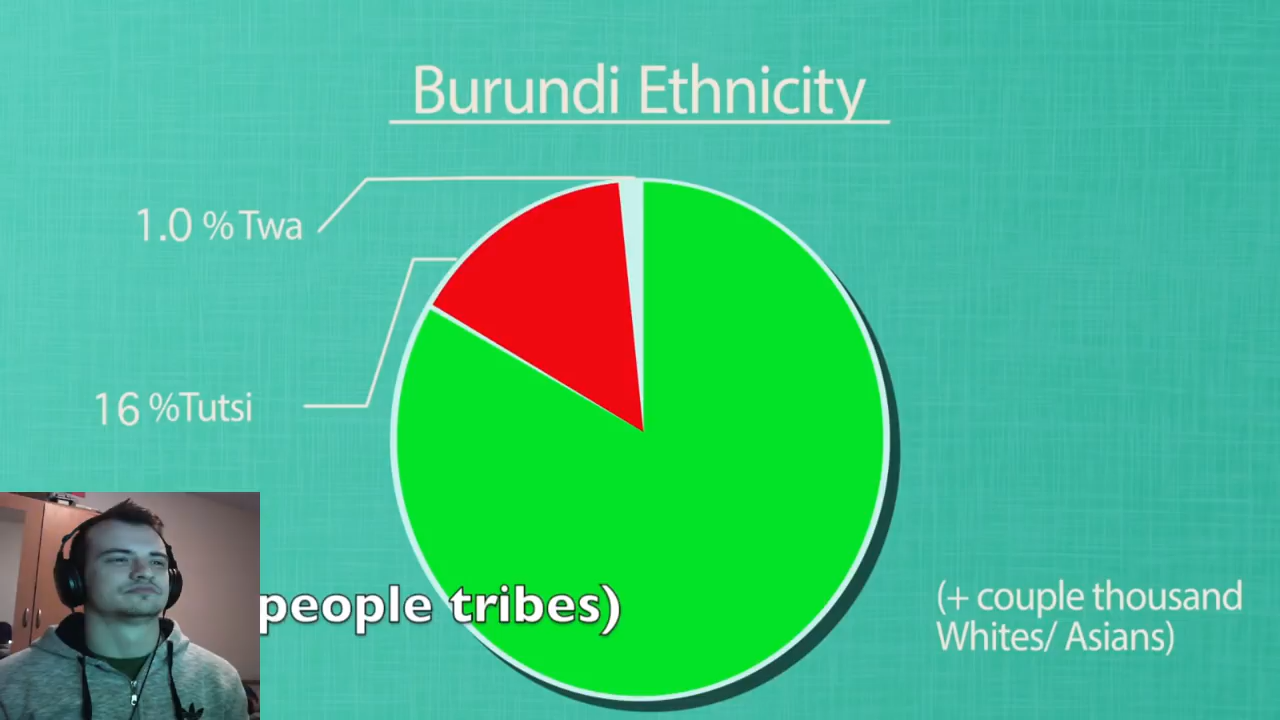 Burundi Ethnicity
1.0 % Twa
16 %Tutsi
people tribes)
(+ couple thousand
Whites/ Asians)